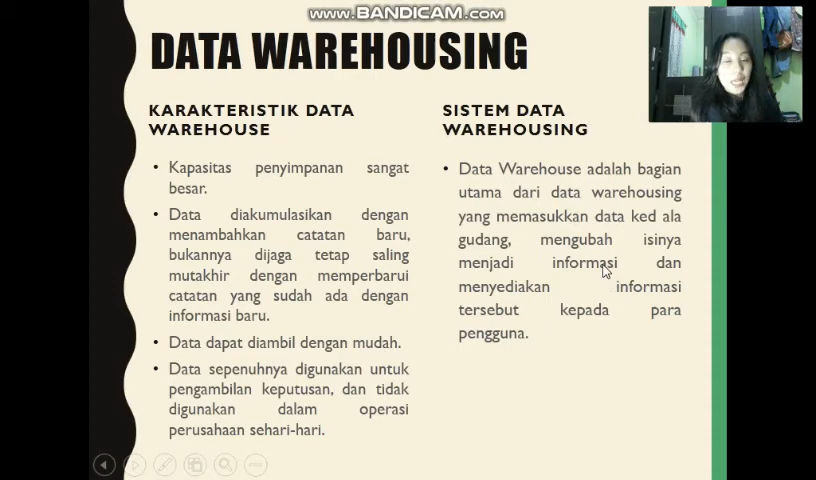 www.BANDICAM.com
DATA WAREHOUSING
KARAKTERISTIK DATA
WAREHOUSE
Kapasitas penyimpanan sangat
besar.
Data diakumulasikan dengan
menambahkan catatan baru,
bukannya dijaga tetap saling
mutakhir dengan memperbarui
catatan yang sudah ada dengan
informasi baru.
Data dapat diambil dengan mudah.
Data sepenuhnya digunakan untuk
pengambilan keputusan, dan tidak
digunakan dalam operasi
perusahaan sehari-hari.
SISTEM DATA
WAREHOUSING
Data Warehouse adalah bagian
utama dari data warehousing
yang memasukkan data ked ala
gudang, mengubah isinya
menjadi informasi dan
menyediakan informasi
tersebut kepada para
pengguna.